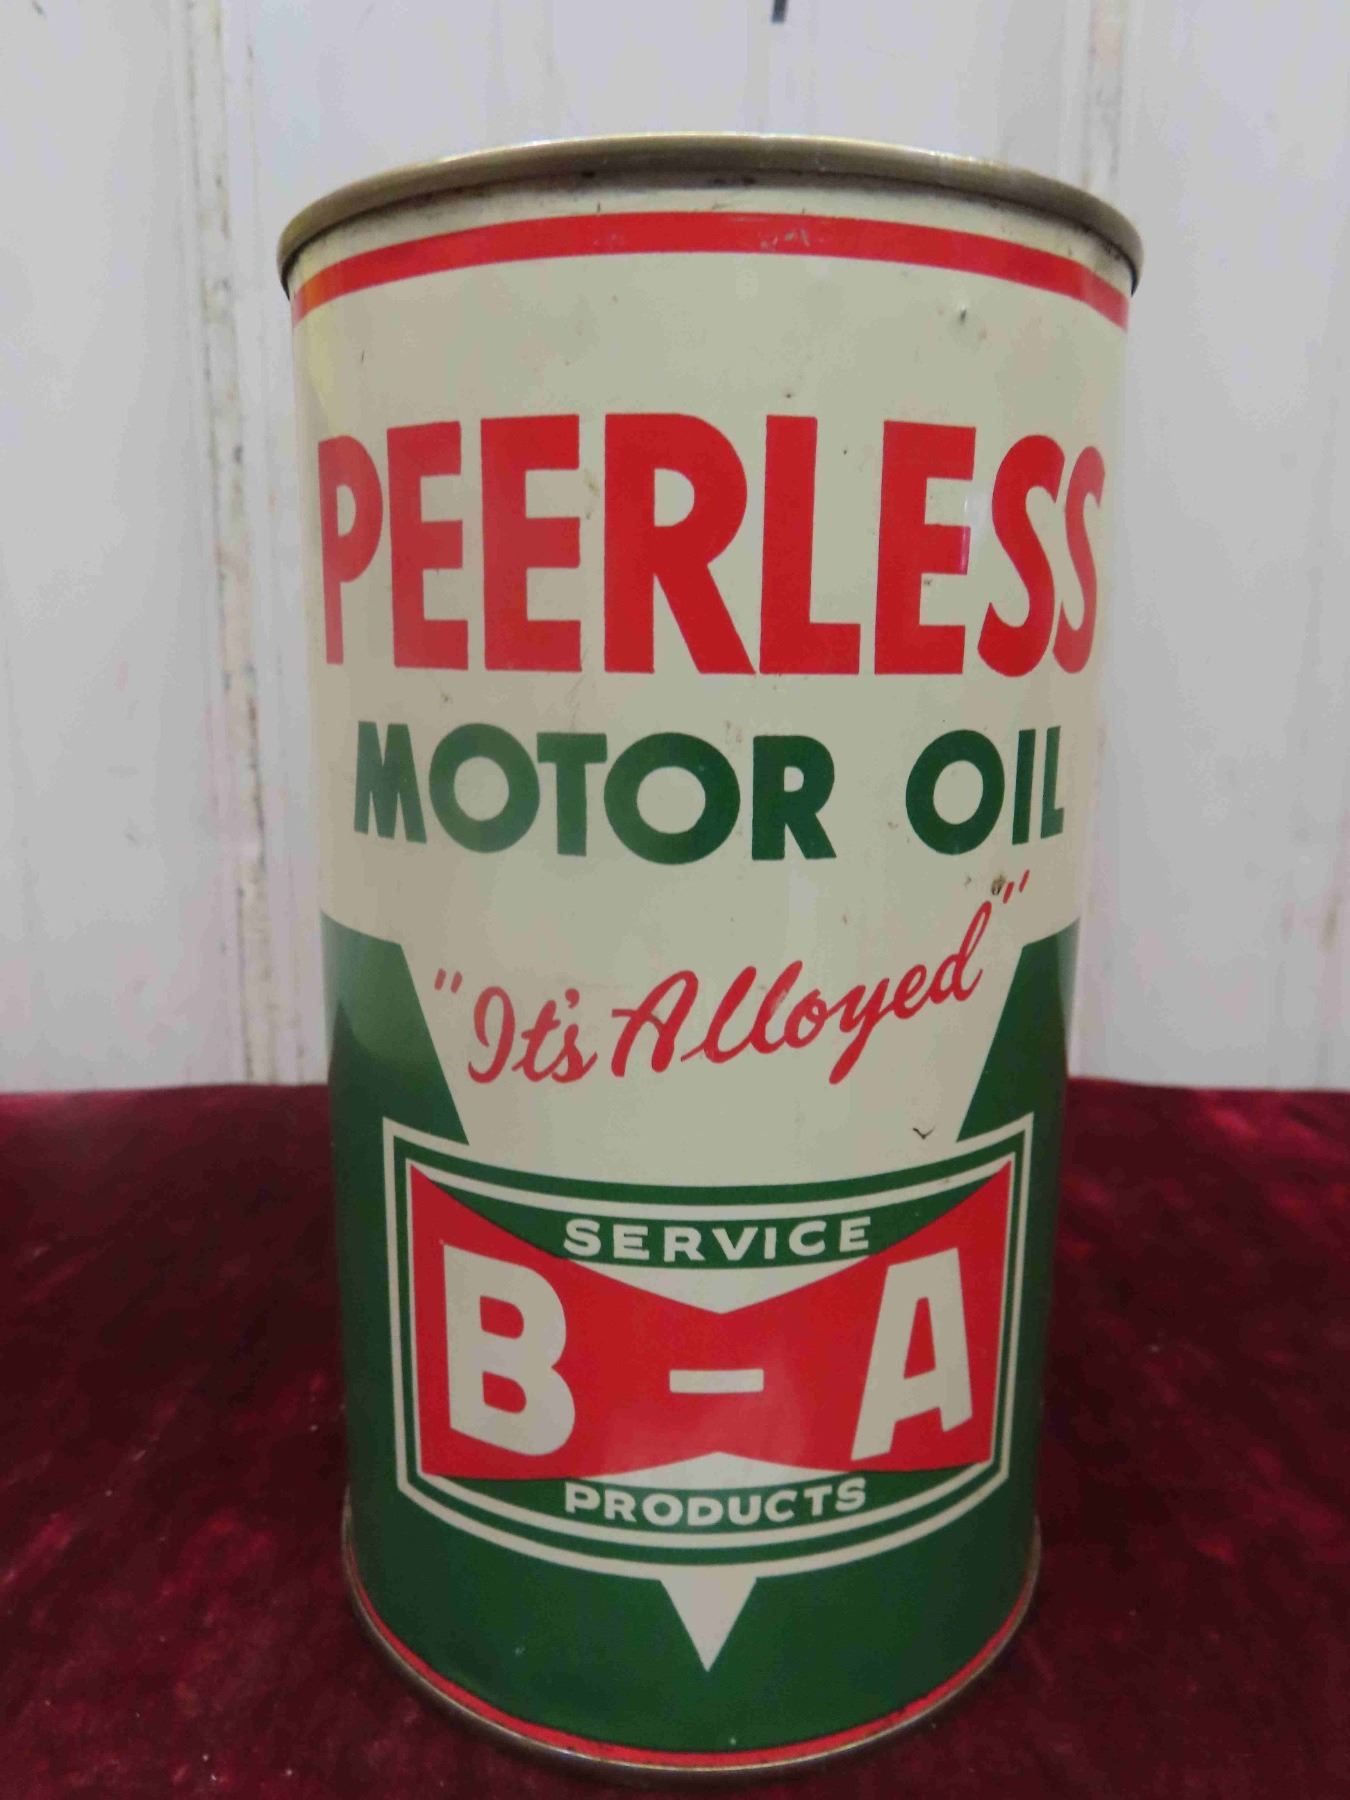 PEERLESS
MOTOR OIL
"It's Alloyed"
SERVICE
B-A
PRODUCTS